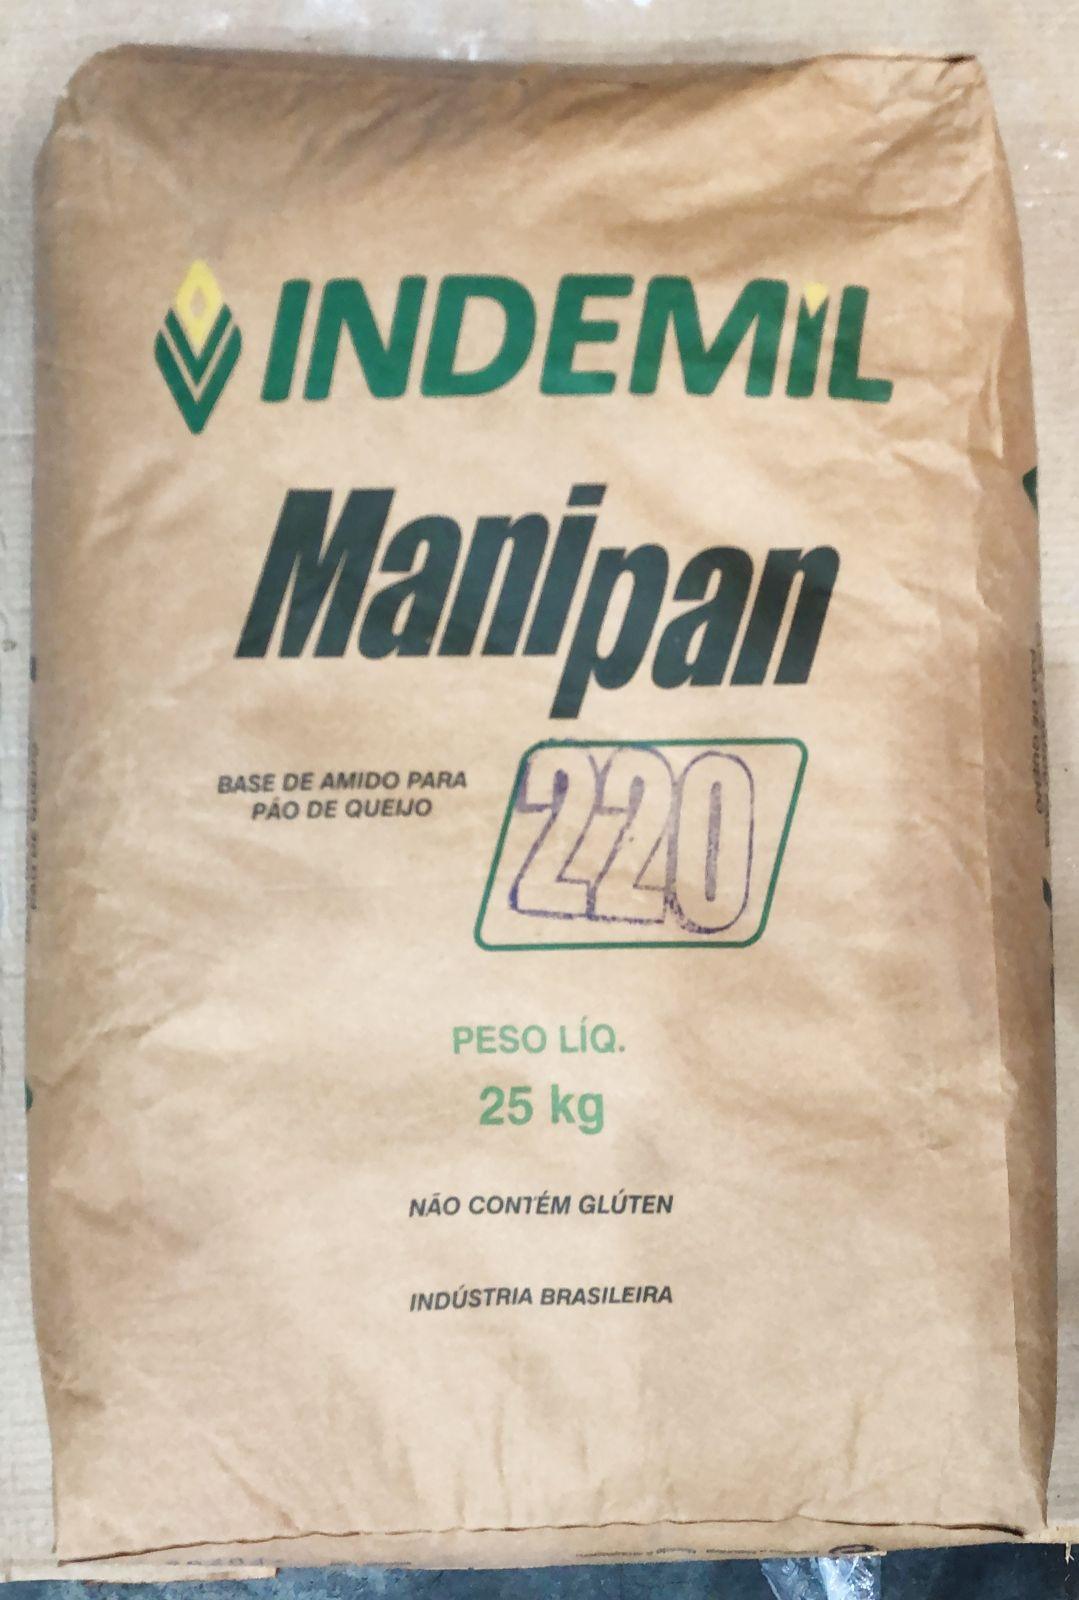 INDEMIL
Manipan
BASE DE AMIDO PARA
PÃO DE QUEIJO
220
PESO LÍQ.
25 kg
NÃO CONTÉM GLÚTEN
INDÚSTRIA BRASILEIRA